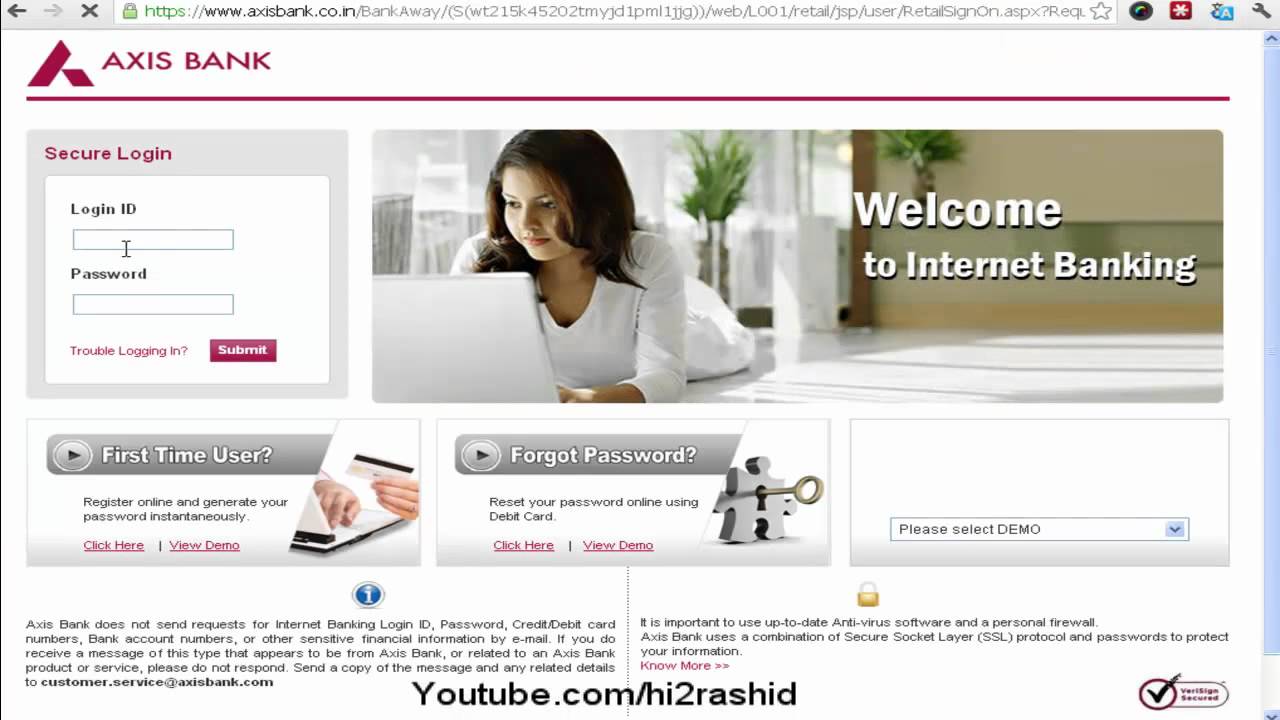 https://www.axisbank.co.in/BankAway/(S(wt215k45202tmyjd1pml1jjg))/web/L001/retail/jsp/user/RetailSignOn.aspx?Requ
AXIS BANK
Secure Login
Login ID
Password
Trouble Logging In?
Submit
Welcome
to Internet Banking
First Time User?
Register online and generate your
password instantaneously.
Click Here | View Demo
Forgot Password?
Reset your password online using
Debit Card.
Click Here | View Demo
Please select DEMO
Axis Bank does not send requests for Internet Banking Login ID, Password, Credit/Debit card
numbers, Bank account numbers, or other sensitive financial information by e-mail. If you do
receive a message of this type that appears to be from Axis Bank, or related to an Axis Bank
product or service, please do not respond. Send a copy of the message and any related details
to customer.service@axisbank.com
It is important to use up-to-date Anti-virus software and a personal firewall.
Axis Bank uses a combination of Secure Socket Layer (SSL) protocol and passwords to protect
your information.
Know More >>
Youtube.com/hi2rashid
VeriSign
Secured